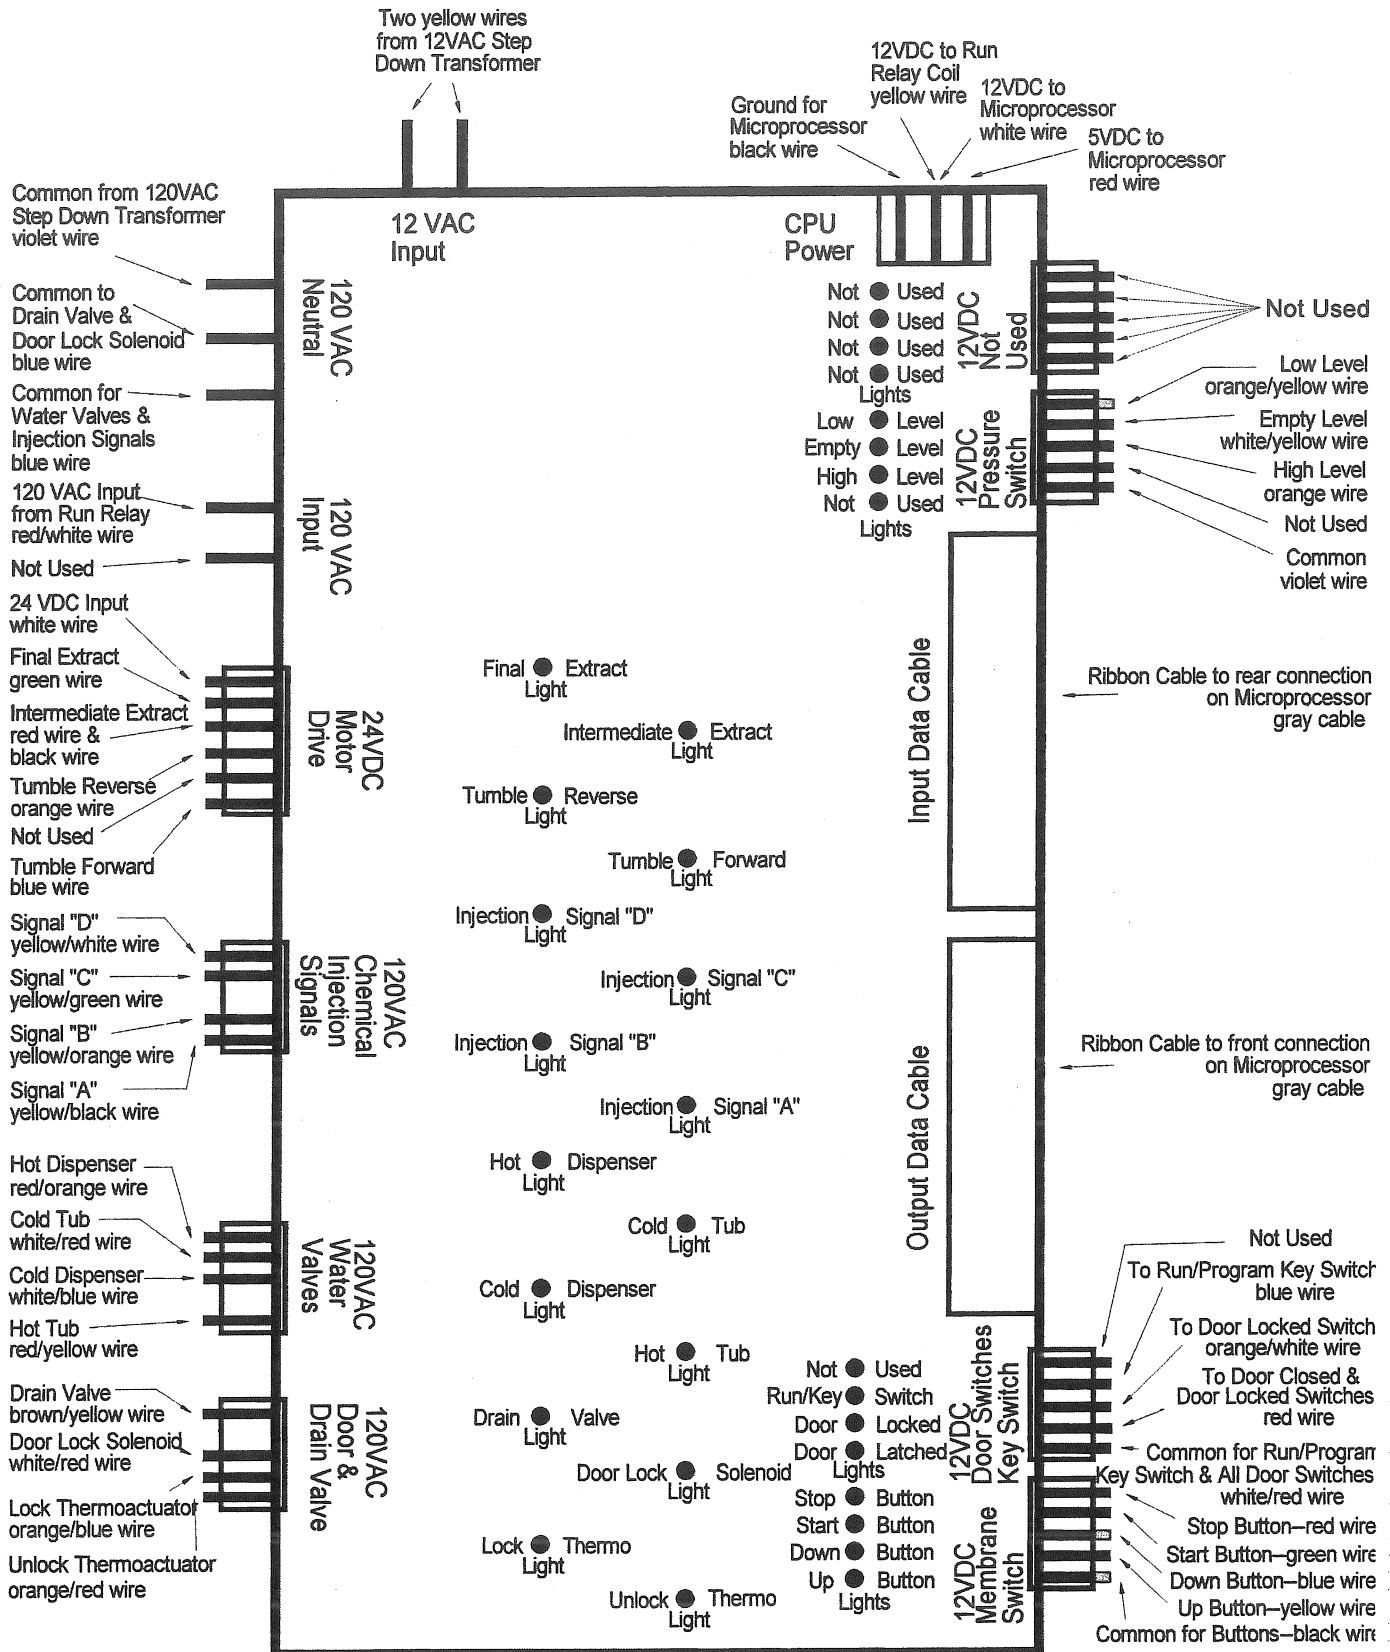 Two yellow wires
from 12VAC Step
Down Transformer
12VDC to Run
Relay Coil
yellow wire
12VDC to
Microprocessor
white wire
Ground for
Microprocessor
black wire
5VDC to
Microprocessor
red wire
Common from 120VAC
Step Down Transformer
violet wire
Common to
Drain Valve &
Door Lock Solenoid
blue wire
Common for
Water Valves &
Injection Signals
blue wire
120 VAC Input
from Run Relay
red/white wire
Not Used
24 VDC Input
white wire
Final Extract
green wire
Intermediate Extract
red wire &
black wire
Tumble Reverse
orange wire
Not Used
Tumble Forward
blue wire
Signal "D"
yellow/white wire
Signal "C"
yellow/green wire
Signal "B"
yellow/orange wire
Signal "A"
yellow/black wire
Hot Dispenser
red/orange wire
Cold Tub
white/red wire
Cold Dispenser
white/blue wire
Hot Tub
red/yellow wire
Drain Valve
brown/yellow wire
Door Lock Solenoid
white/red wire
Lock Thermoactuator
orange/blue wire
Unlock Thermoactuator
orange/red wire
12 VAC
Input
120 VAC
Neutral
120 VAC
Input
24VDC
Motor
Drive
120VAC
Chemical
Injection
Signals
120VAC
Water
Valves
120VAC
Door &
Drain Valve
Final Extract
Light
Intermediate Extract
Light
Tumble Reverse
Light
Tumble Forward
Light
Injection Signal "D"
Light
Injection Signal "C"
Light
Injection Signal "B"
Light
Injection Signal "A"
Light
Hot Dispenser
Light
Cold Tub
Light
Cold Dispenser
Light
Hot Tub
Light
Drain Valve
Light
Door Lock Solenoid
Light
Lock Thermo
Light
Unlock Thermo
Light
CPU
Power
Not Used
Not Used
Not Used
Not Used
Lights
12VDC
Not
Used
Low Level
Empty Level
High Level
Not Used
Lights
12VDC
Pressure
Switch
Input Data Cable
Output Data Cable
Not Used
Run/Key Switch
Door Locked
Door Latched
Lights
12VDC
Door Switches
Key Switch
Stop Button
Start Button
Down Button
Up Button
Lights
12VDC
Membrane
Switch
Not Used
Low Level
orange/yellow wire
Empty Level
white/yellow wire
High Level
orange wire
Not Used
Common
violet wire
Ribbon Cable to rear connection
on Microprocessor
gray cable
Ribbon Cable to front connection
on Microprocessor
gray cable
Not Used
To Run/Program Key Switch
blue wire
To Door Locked Switch
orange/white wire
To Door Closed &
Door Locked Switches
red wire
Common for Run/Program
Key Switch & All Door Switches
white/red wire
Stop Button--red wire
Start Button--green wire
Down Button--blue wire
Up Button--yellow wire
Common for Buttons--black wire